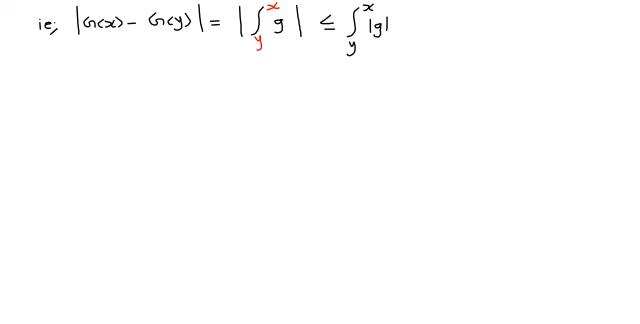 ie; |G(x) - G(y)| = | ∫_y^x g | ≤ ∫_y^x |g|